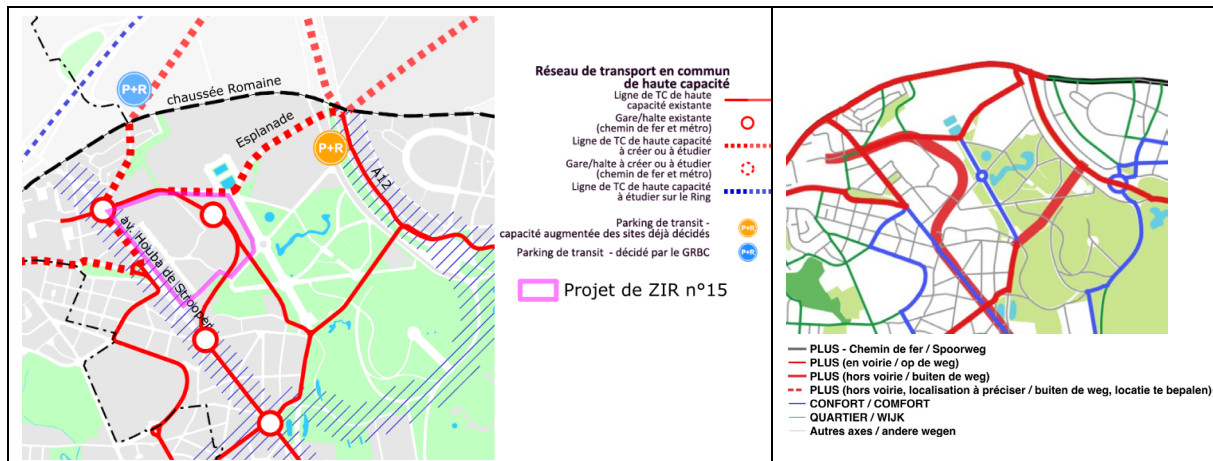 P+R
chaussée Romaine
Esplanade
P+R
A12
av. Houba de Strooper
Réseau de transport en commun
de haute capacité
Ligne de TC de haute
capacité existante
Gare/halte existante
(chemin de fer et métro)
Ligne de TC de haute capacité
à créer ou à étudier
Gare/halte à créer ou à étudier
(chemin de fer et métro)
Ligne de TC de haute capacité
à étudier sur le Ring
Parking de transit -
capacité augmentée des sites déjà décidés
P+R
Parking de transit - décidé par le GRBC
P+R
Projet de ZIR n°15
PLUS - Chemin de fer / Spoorweg
PLUS (en voirie / op de weg)
PLUS (hors voirie / buiten de weg)
PLUS (hors voirie, localisation à préciser / buiten de weg, locatie te bepalen)
CONFORT / COMFORT
QUARTIER / WIJK
Autres axes / andere wegen